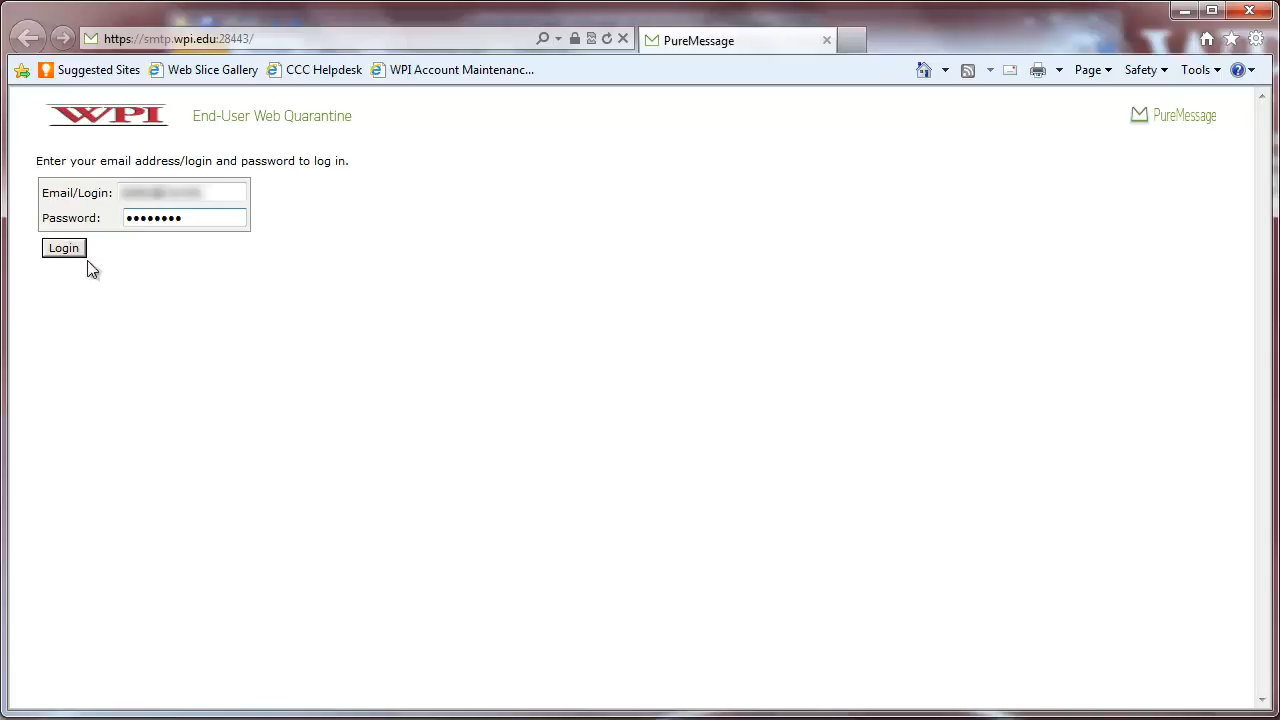 https://smtp.wpi.edu:28443/
PureMessage
Suggested Sites
Web Slice Gallery
CCC Helpdesk
WPI Account Maintenanc...
Page
Safety
Tools
WPI
End-User Web Quarantine
PureMessage
Enter your email address/login and password to log in.
Email/Login:
Password: ••••••••
Login